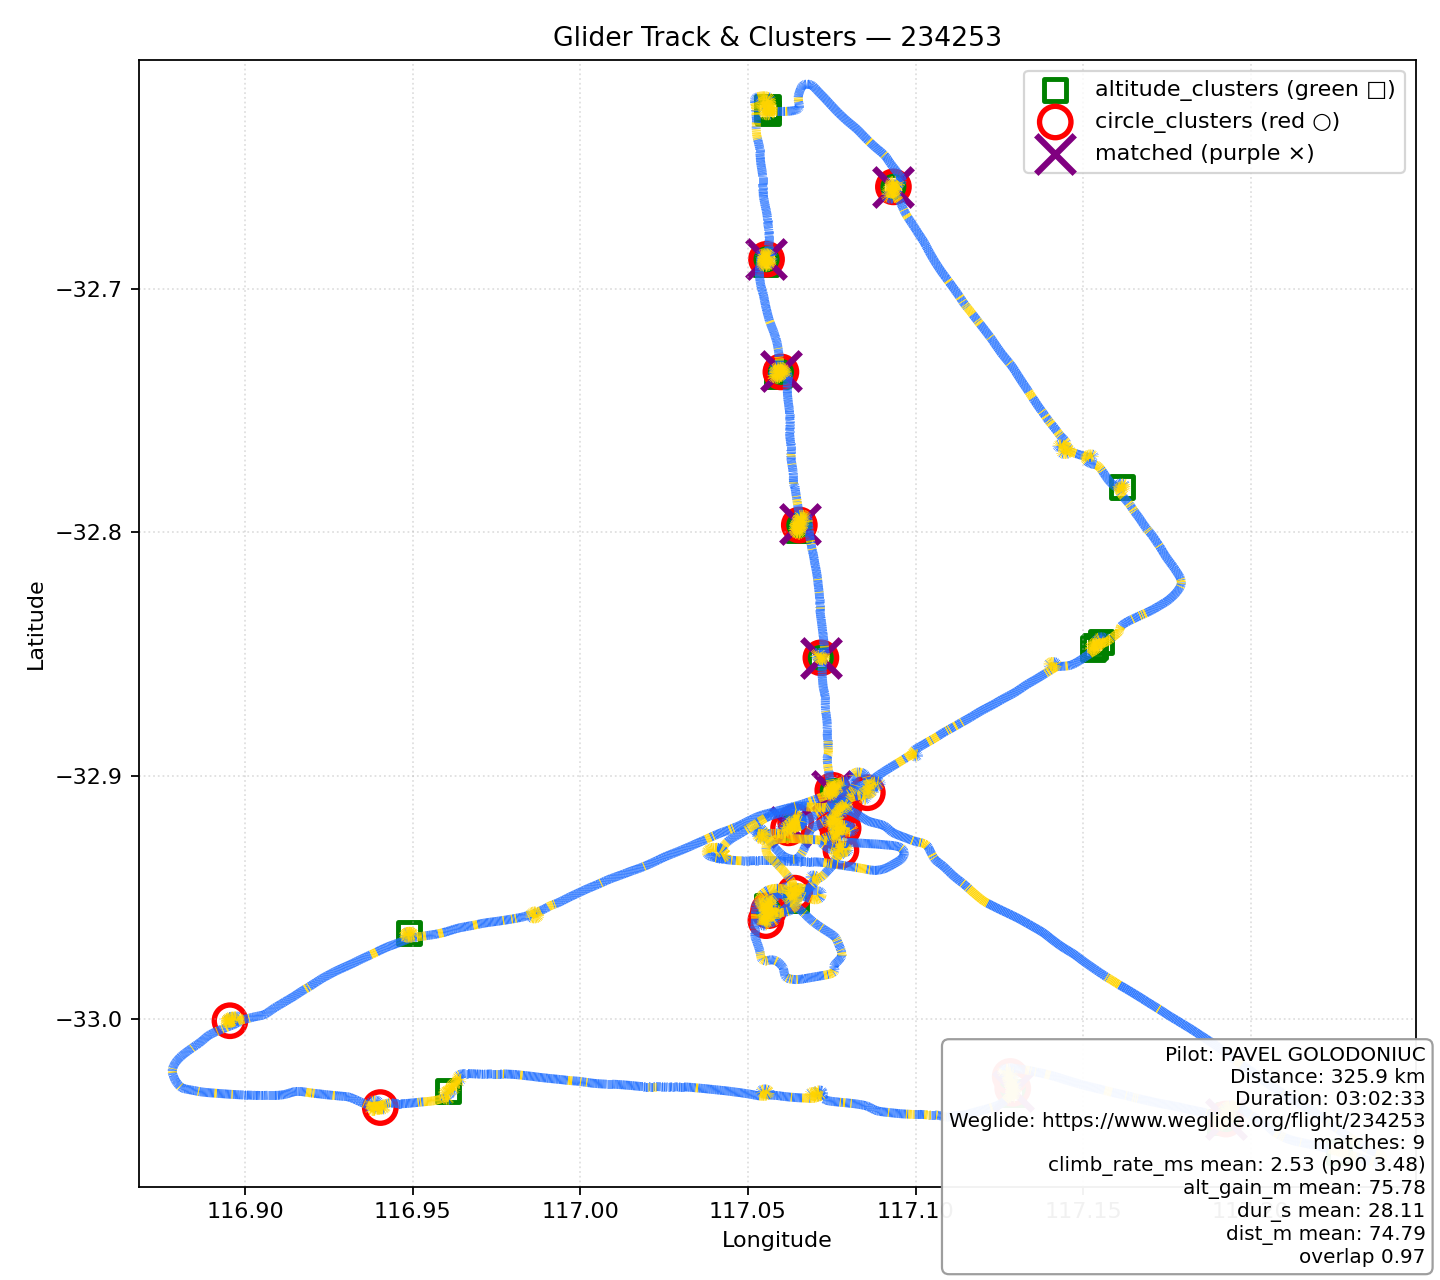 Glider Track & Clusters — 234253
altitude_clusters (green □)
circle_clusters (red ○)
matched (purple ×)
Latitude
−32.7
−32.8
−32.9
−33.0
116.90
116.95
117.00
117.05
117.10
117.15
Longitude
Pilot: PAVEL GOLODONIUC
Distance: 325.9 km
Duration: 03:02:33
Weglide: https://www.weglide.org/flight/234253
matches: 9
climb_rate_ms mean: 2.53 (p90 3.48)
alt_gain_m mean: 75.78
dur_s mean: 28.11
dist_m mean: 74.79
overlap 0.97